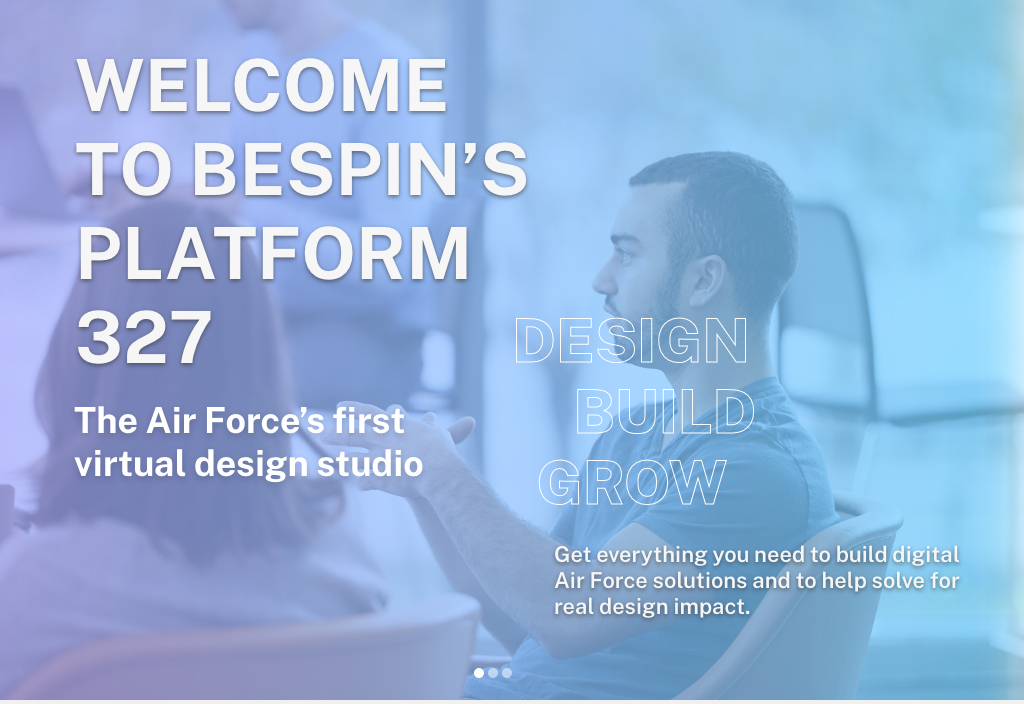 WELCOME
TO BESPIN’S
PLATFORM
327
The Air Force’s first
virtual design studio
DESIGN
BUILD
GROW
Get everything you need to build digital
Air Force solutions and to help solve for
real design impact.